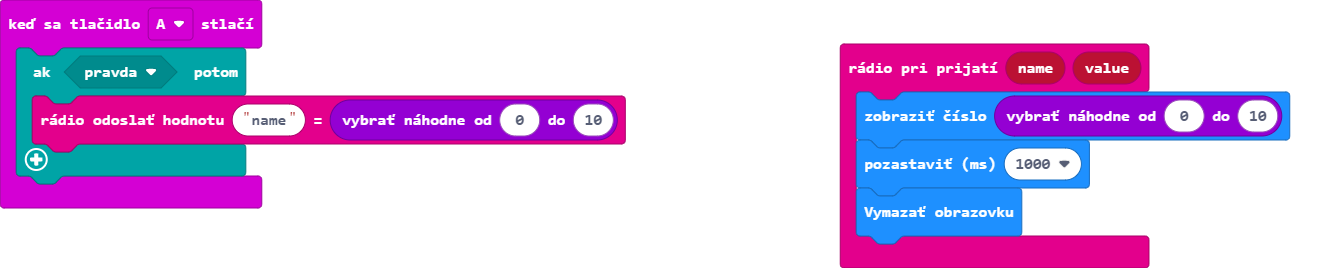 keď sa tlačidlo A stlačí
ak pravda potom
rádio odoslať hodnotu "name" = vybrať náhodne od 0 do 10
rádio pri prijatí name value
zobraziť číslo vybrať náhodne od 0 do 10
pozastaviť (ms) 1000
Vymazať obrazovku